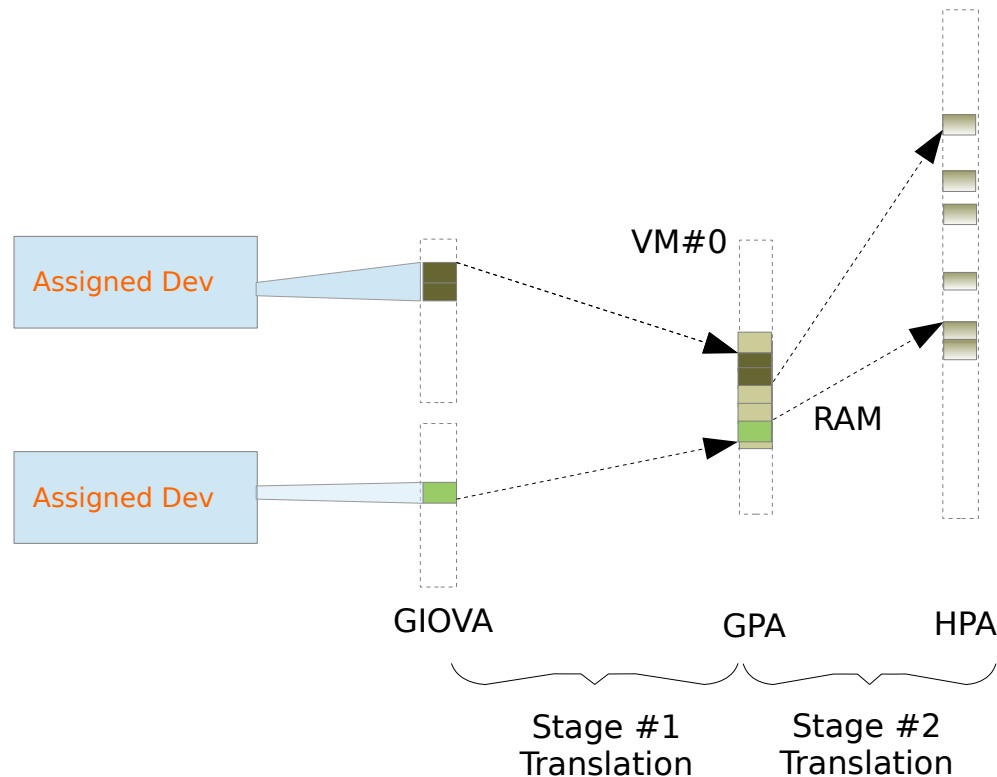 VM#0
Assigned Dev
RAM
Assigned Dev
GIOVA
GPA
HPA
Stage #1
Translation
Stage #2
Translation